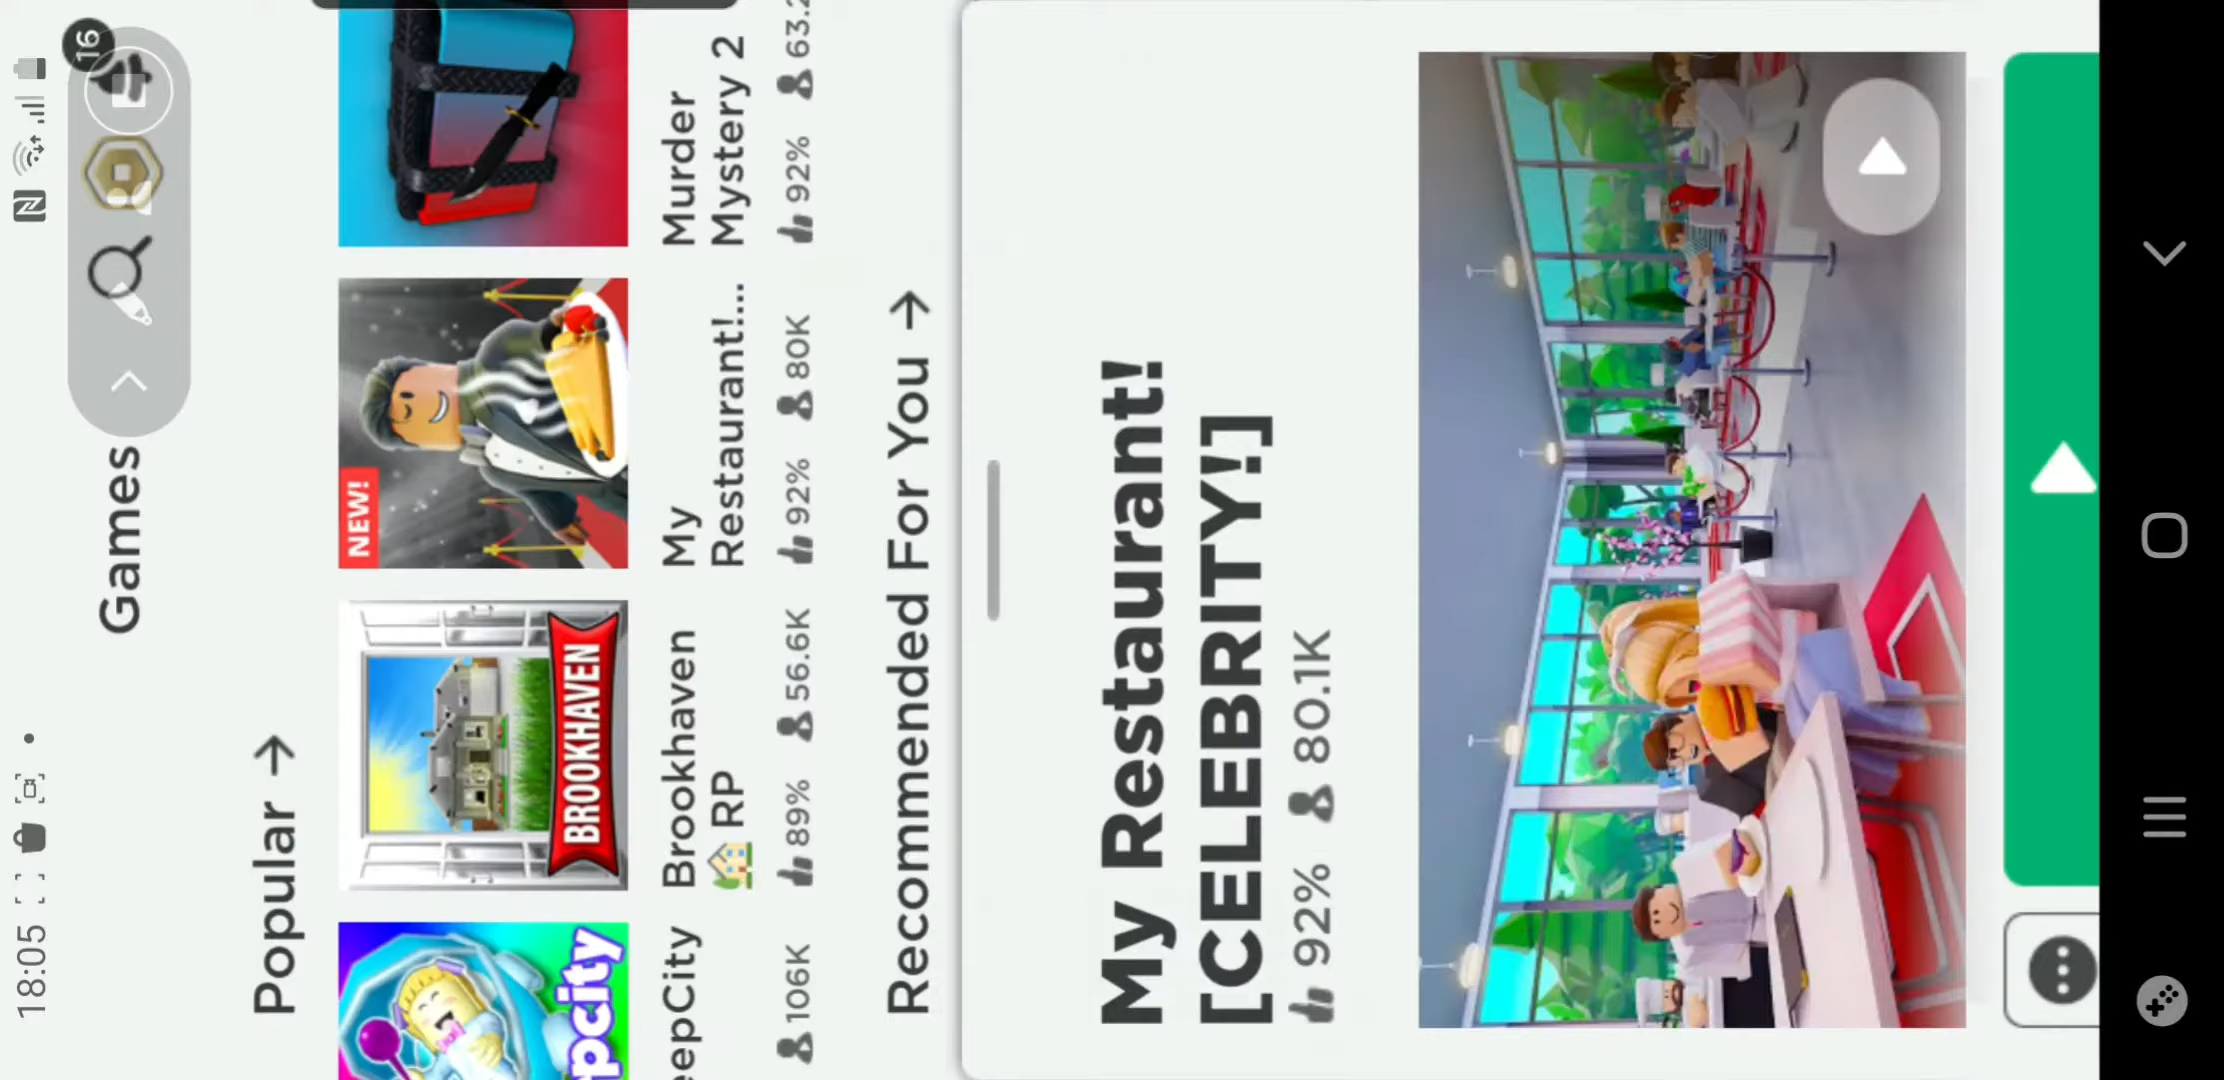 18:05
16
Games
Popular →
pcity
eepCity
106K
BROOKHAVEN
Brookhaven
🏡RP
89% 56.6K
NEW!
My
Restaurant!...
92% 80K
Murder
Mystery 2
92% 63.2
Recommended For You →
My Restaurant!
[CELEBRITY!]
92% 80.1K